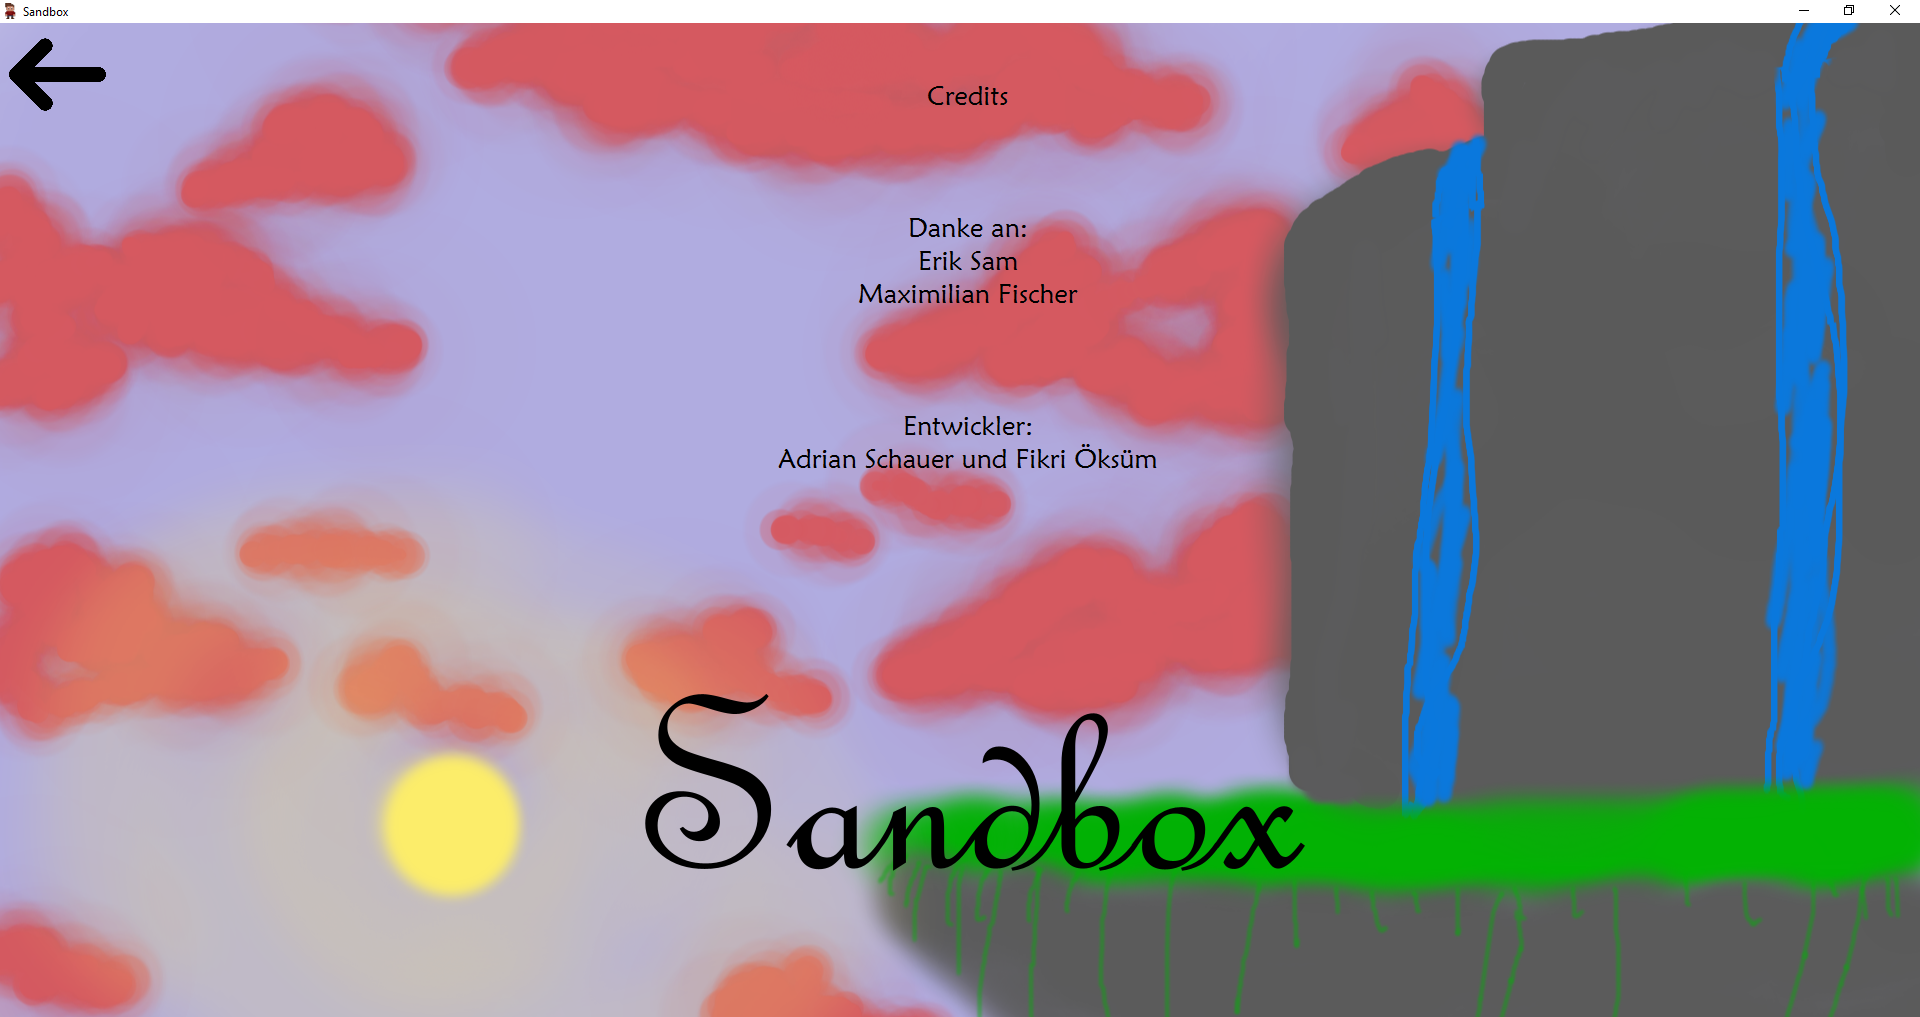 Sandbox
Credits
Danke an:
Erik Sam
Maximilian Fischer
Entwickler:
Adrian Schauer und Fikri Öksüm
Sandbox